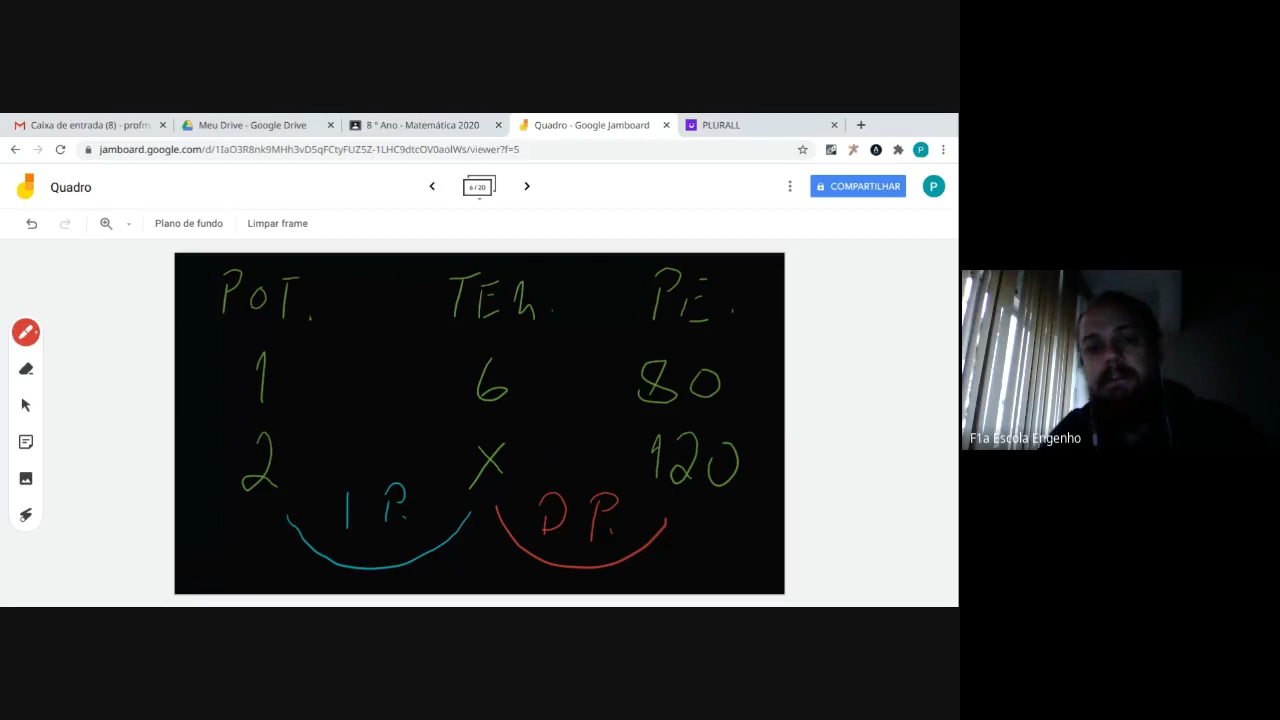 Caixa de entrada (8) - profm
Meu Drive - Google Drive
8 º Ano - Matemática 2020
Quadro - Google Jamboard
PLURALL
jamboard.google.com/d/1IaO3R8nk9MHh3vD5qFCtyFUZ5Z-1LHC9dtcOV0aolWs/viewer?f=5
Quadro
6 / 20
COMPARTILHAR
P
Plano de fundo
Limpar frame
POT. TEM. PE.
1 6 80
2 X 120
I P. D P.
F1a Escola Engenho